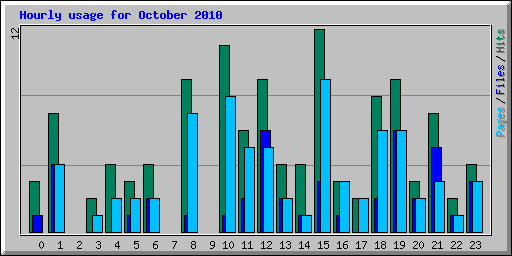 Hourly usage for October 2010
12
Pages/Files/Hits
0 1 2 3 4 5 6 7 8 9 10 11 12 13 14 15 16 17 18 19 20 21 22 23